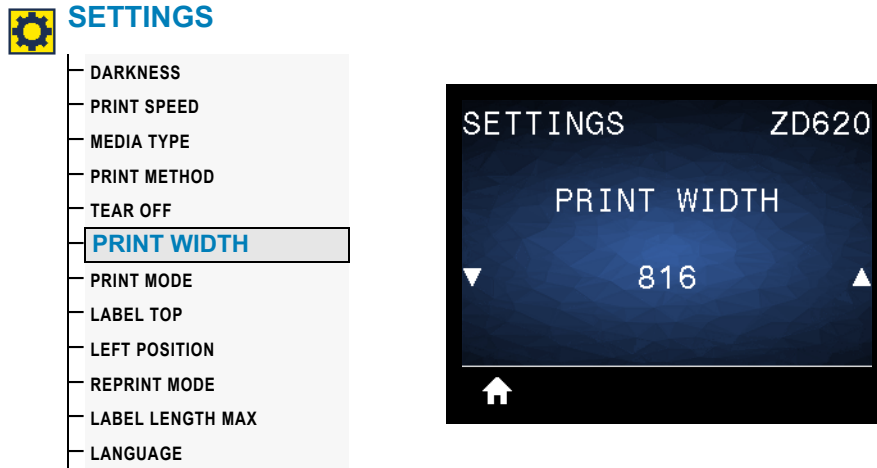 SETTINGS
DARKNESS
PRINT SPEED
MEDIA TYPE
PRINT METHOD
TEAR OFF
PRINT WIDTH
PRINT MODE
LABEL TOP
LEFT POSITION
REPRINT MODE
LABEL LENGTH MAX
LANGUAGE
SETTINGS ZD620
PRINT WIDTH
816